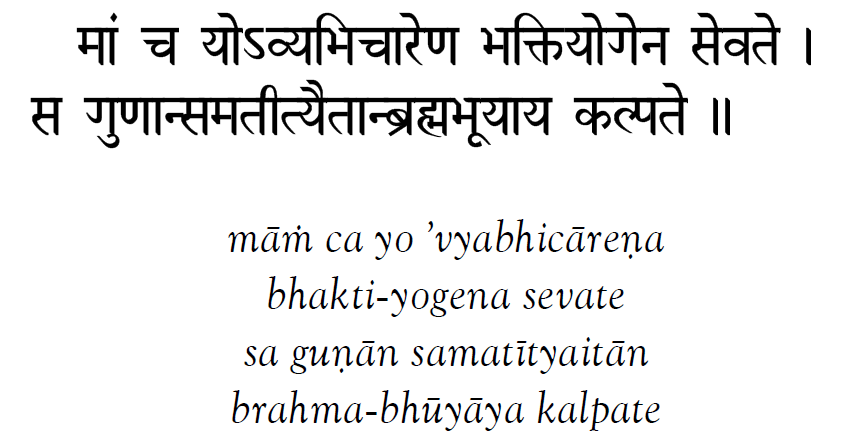 मां च योऽव्यभिचारेण भक्तियोगेन सेवते ।
स गुणान्समतीत्यैतान्ब्रह्मभूयाय कल्पते ॥
māṁ ca yo ’vyabhicāreṇa
bhakti-yogena sevate
sa guṇān samatītyaitān
brahma-bhūyāya kalpate